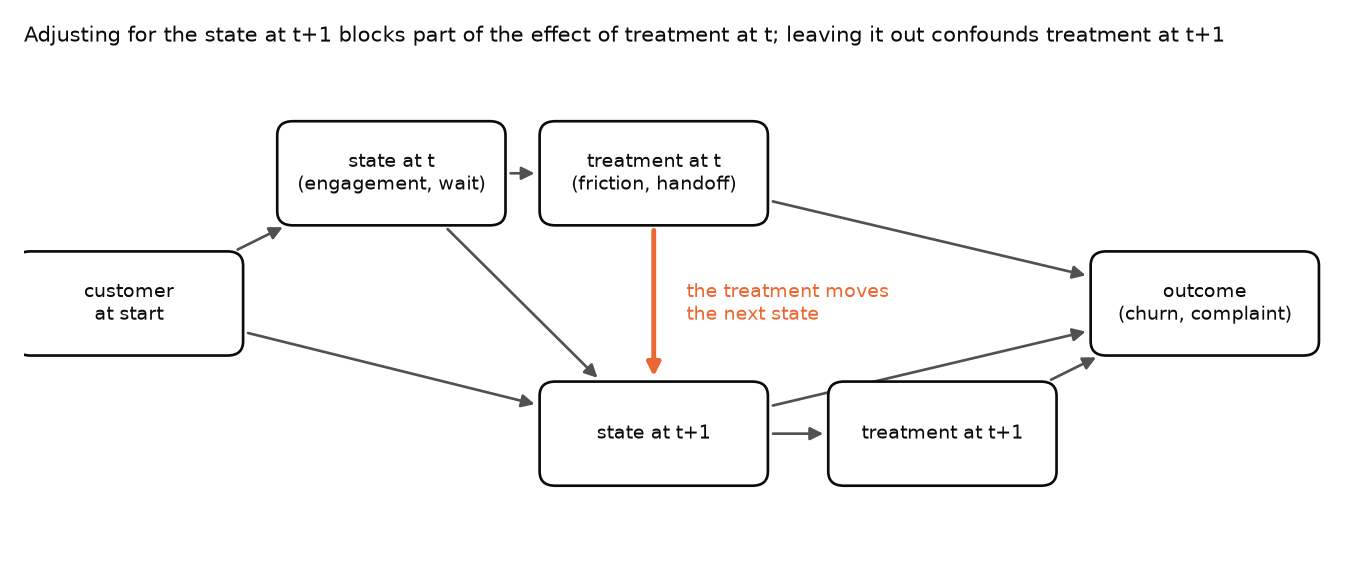 Adjusting for the state at t+1 blocks part of the effect of treatment at t; leaving it out confounds treatment at t+1
state at t
(engagement, wait)
treatment at t
(friction, handoff)
customer
at start
the treatment moves
the next state
outcome
(churn, complaint)
state at t+1
treatment at t+1